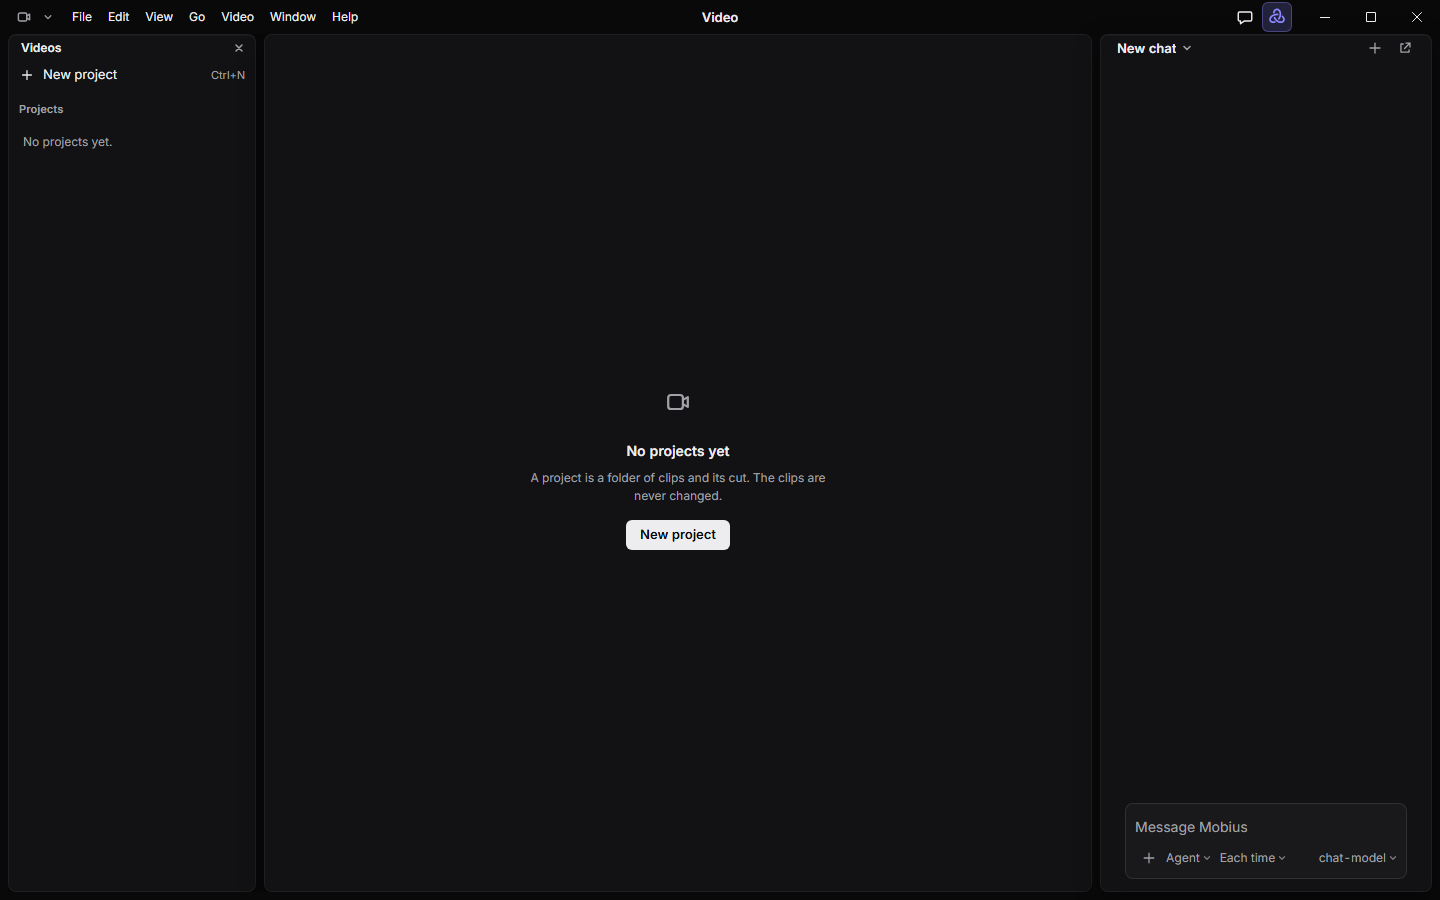 File Edit View Go Video Window Help
Video
Videos
New project Ctrl+N
Projects
No projects yet.
No projects yet
A project is a folder of clips and its cut. The clips are
never changed.
New project
New chat
Message Mobius
Agent Each time chat-model